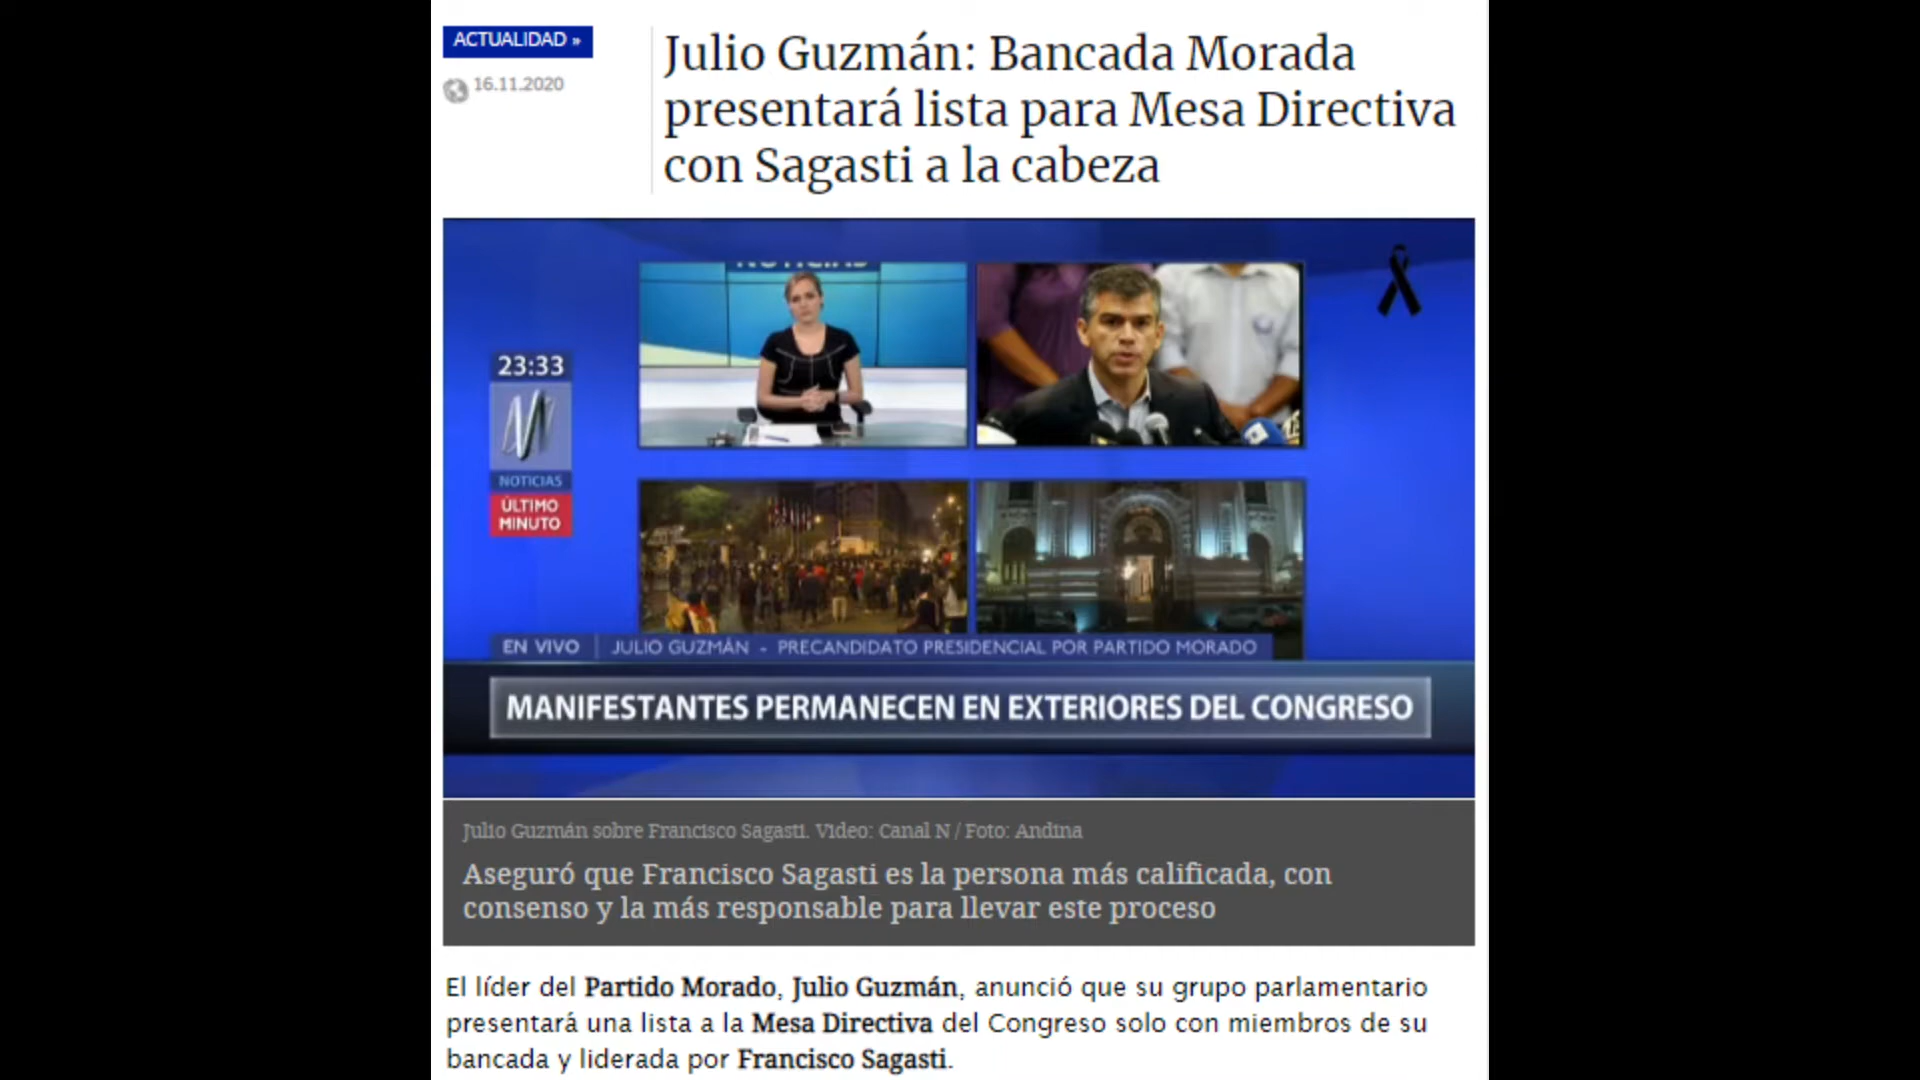 ACTUALIDAD »
16.11.2020
Julio Guzmán: Bancada Morada
presentará lista para Mesa Directiva
con Sagasti a la cabeza
NOTICIAS
23:33
N
NOTICIAS
ÚLTIMO
MINUTO
EN VIVO | JULIO GUZMÁN - PRECANDIDATO PRESIDENCIAL POR PARTIDO MORADO
MANIFESTANTES PERMANECEN EN EXTERIORES DEL CONGRESO
Julio Guzmán sobre Francisco Sagasti. Video: Canal N / Foto: Andina
Aseguró que Francisco Sagasti es la persona más calificada, con
consenso y la más responsable para llevar este proceso
El líder del Partido Morado, Julio Guzmán, anunció que su grupo parlamentario
presentará una lista a la Mesa Directiva del Congreso solo con miembros de su
bancada y liderada por Francisco Sagasti.